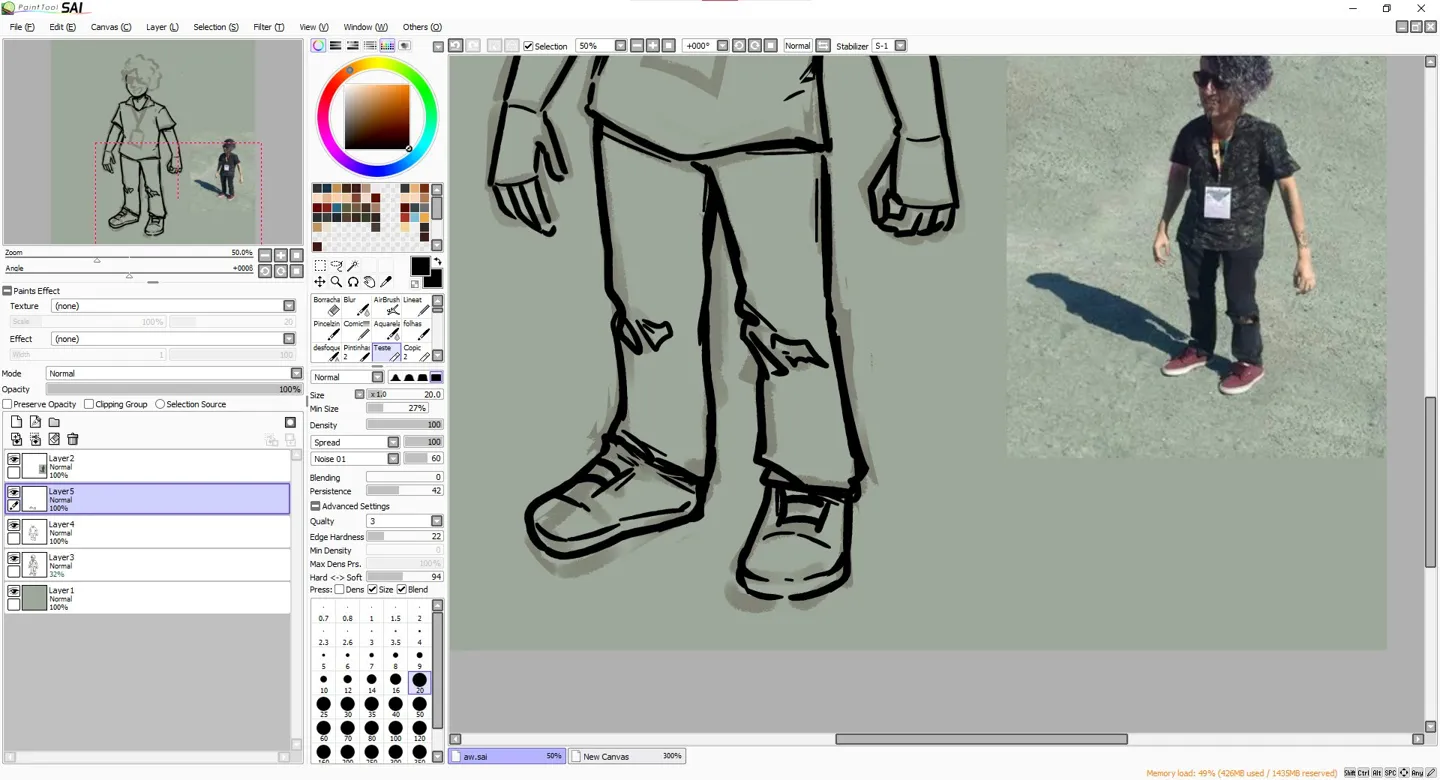 PaintTool SAI
File (F) Edit (E) Canvas (C) Layer (L) Selection (S) Filter (T) View (V) Window (W) Others (O)
Selection 50% +000° Normal Stabilizer S-1
Zoom 50.0%
Angle +0008
Paints Effect
Texture (none)
Scale 100% 20
Effect (none)
Width 1 100
Mode Normal
Opacity 100%
Preserve Opacity Clipping Group Selection Source
Layer2
Normal
100%
Layer5
Normal
100%
Layer4
Normal
100%
Layer3
Normal
32%
Layer1
Normal
100%
Borracha Blur AirBrush Lineat
Pincelzin Comic!!! Aquarela folhas
desfoque Pintinhas 2 Teste Copic 2
Normal
Size x 1.0 20.0
Min Size 27%
Density 100
Spread 100
Noise 01 60
Blending 0
Persistence 42
Advanced Settings
Quality 3
Edge Hardness 22
Min Density 0
Max Dens Prs. 100%
Hard <-> Soft 94
Press: Dens Size Blend
0.7 0.8 1 1.5 2
2.3 2.6 3 3.5 4
5 6 7 8 9
10 12 14 16 20
25 30 35 40 50
60 70 80 100 120
160 200 250 300 350
aw.sai 50% New Canvas 300%
Memory load: 49% (426MB used / 1435MB reserved) Shift Ctrl Alt SPC Any